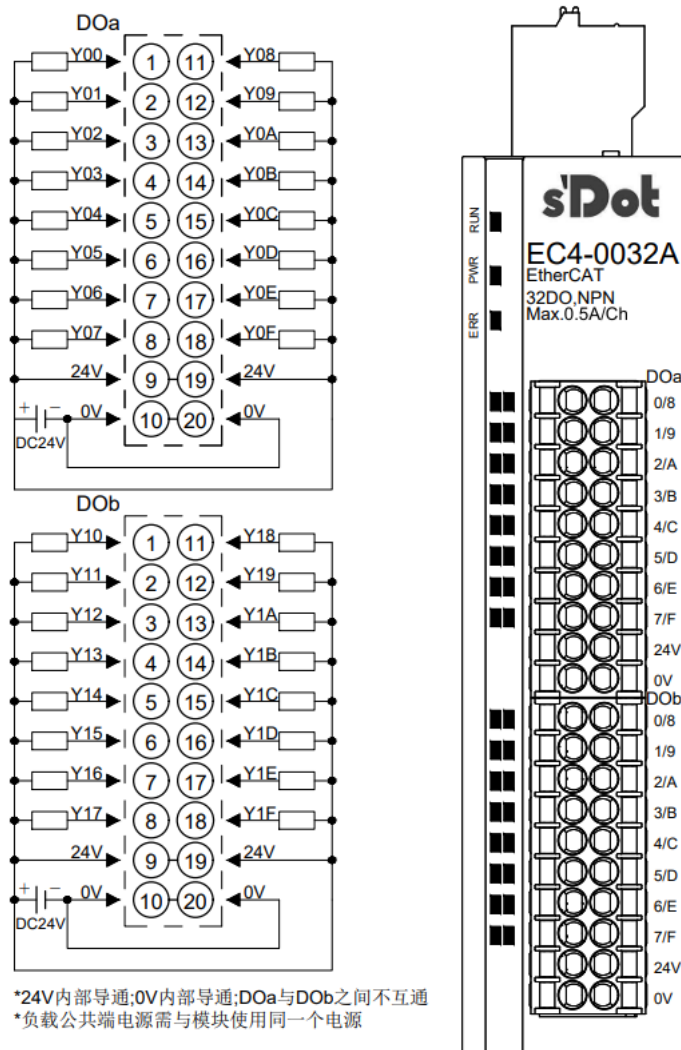 DOa
Y00 1 11 Y08
Y01 2 12 Y09
Y02 3 13 Y0A
Y03 4 14 Y0B
Y04 5 15 Y0C
Y05 6 16 Y0D
Y06 7 17 Y0E
Y07 8 18 Y0F
24V 9 19 24V
+ − 0V 10 20 0V
DC24V
DOb
Y10 1 11 Y18
Y11 2 12 Y19
Y12 3 13 Y1A
Y13 4 14 Y1B
Y14 5 15 Y1C
Y15 6 16 Y1D
Y16 7 17 Y1E
Y17 8 18 Y1F
24V 9 19 24V
+ − 0V 10 20 0V
DC24V
*24V内部导通;0V内部导通;DOa与DOb之间不互通
*负载公共端电源需与模块使用同一个电源
RUN
PWR
ERR
s'Dot
EC4-0032A
EtherCAT
32DO,NPN
Max.0.5A/Ch
DOa
0/8
1/9
2/A
3/B
4/C
5/D
6/E
7/F
24V
0V
DOb
0/8
1/9
2/A
3/B
4/C
5/D
6/E
7/F
24V
0V